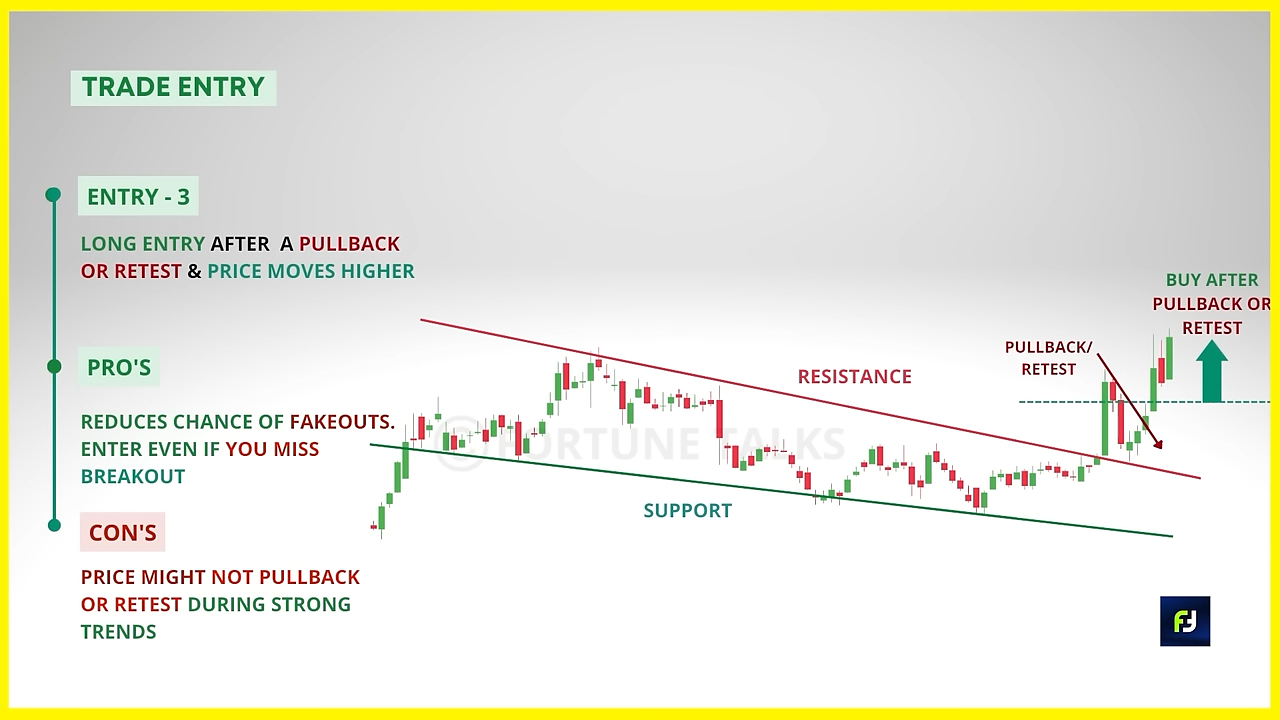 TRADE ENTRY
ENTRY - 3
LONG ENTRY AFTER A PULLBACK
OR RETEST & PRICE MOVES HIGHER
PRO'S
REDUCES CHANCE OF FAKEOUTS.
ENTER EVEN IF YOU MISS
BREAKOUT
CON'S
PRICE MIGHT NOT PULLBACK
OR RETEST DURING STRONG
TRENDS
RESISTANCE
SUPPORT
© FORTUNE TALKS
PULLBACK/
RETEST
BUY AFTER
PULLBACK OR
RETEST